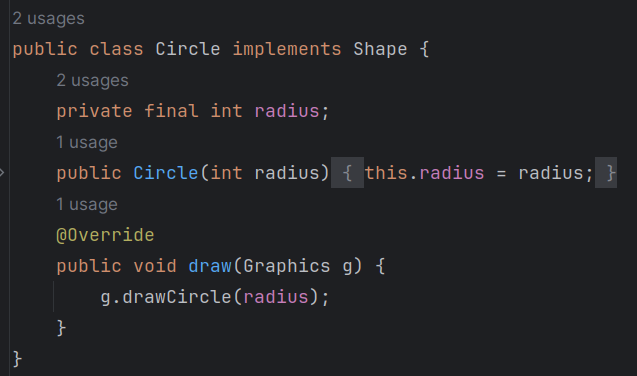 2 usages
public class Circle implements Shape {
2 usages
private final int radius;
1 usage
public Circle(int radius) { this.radius = radius; }
1 usage
@Override
public void draw(Graphics g) {
g.drawCircle(radius);
}
}